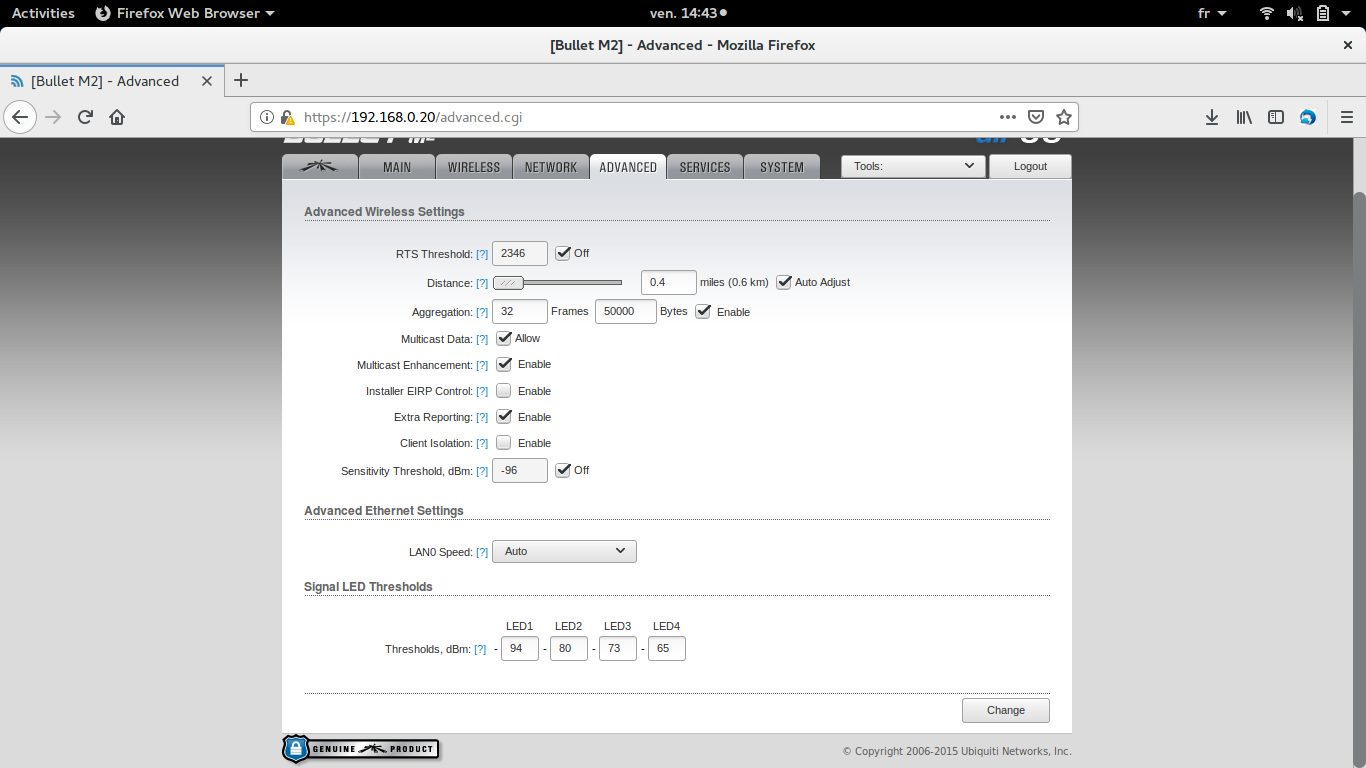 Activities Firefox Web Browser ven. 14:43 fr
[Bullet M2] - Advanced - Mozilla Firefox
[Bullet M2] - Advanced
https://192.168.0.20/advanced.cgi
MAIN WIRELESS NETWORK ADVANCED SERVICES SYSTEM Tools: Logout
Advanced Wireless Settings
RTS Threshold: [?] 2346 Off
Distance: [?] 0.4 miles (0.6 km) Auto Adjust
Aggregation: [?] 32 Frames 50000 Bytes Enable
Multicast Data: [?] Allow
Multicast Enhancement: [?] Enable
Installer EIRP Control: [?] Enable
Extra Reporting: [?] Enable
Client Isolation: [?] Enable
Sensitivity Threshold, dBm: [?] -96 Off
Advanced Ethernet Settings
LAN0 Speed: [?] Auto
Signal LED Thresholds
LED1 LED2 LED3 LED4
Thresholds, dBm: [?] - 94 - 80 - 73 - 65
Change
GENUINE PRODUCT
© Copyright 2006-2015 Ubiquiti Networks, Inc.